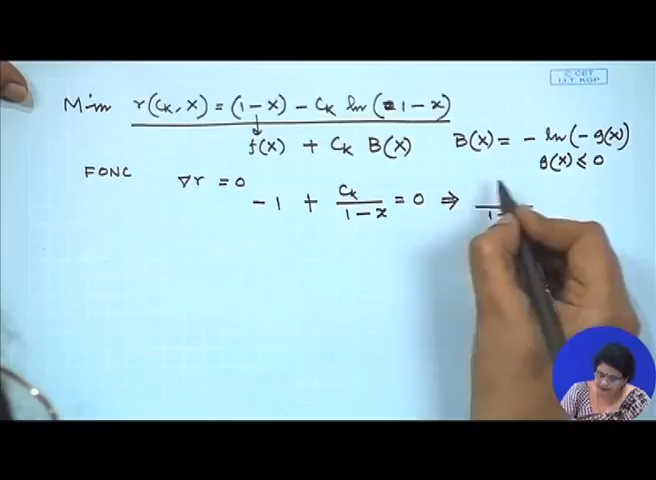 © CET
I.I.T. KGP
Min r(Ck, x) = (1-x) - Ck ln(1-x)
f(x) + Ck B(x) B(x) = - ln(-g(x))
g(x) ≤ 0
FONC ∇r = 0
-1 + Ck/(1-x) = 0 ⇒